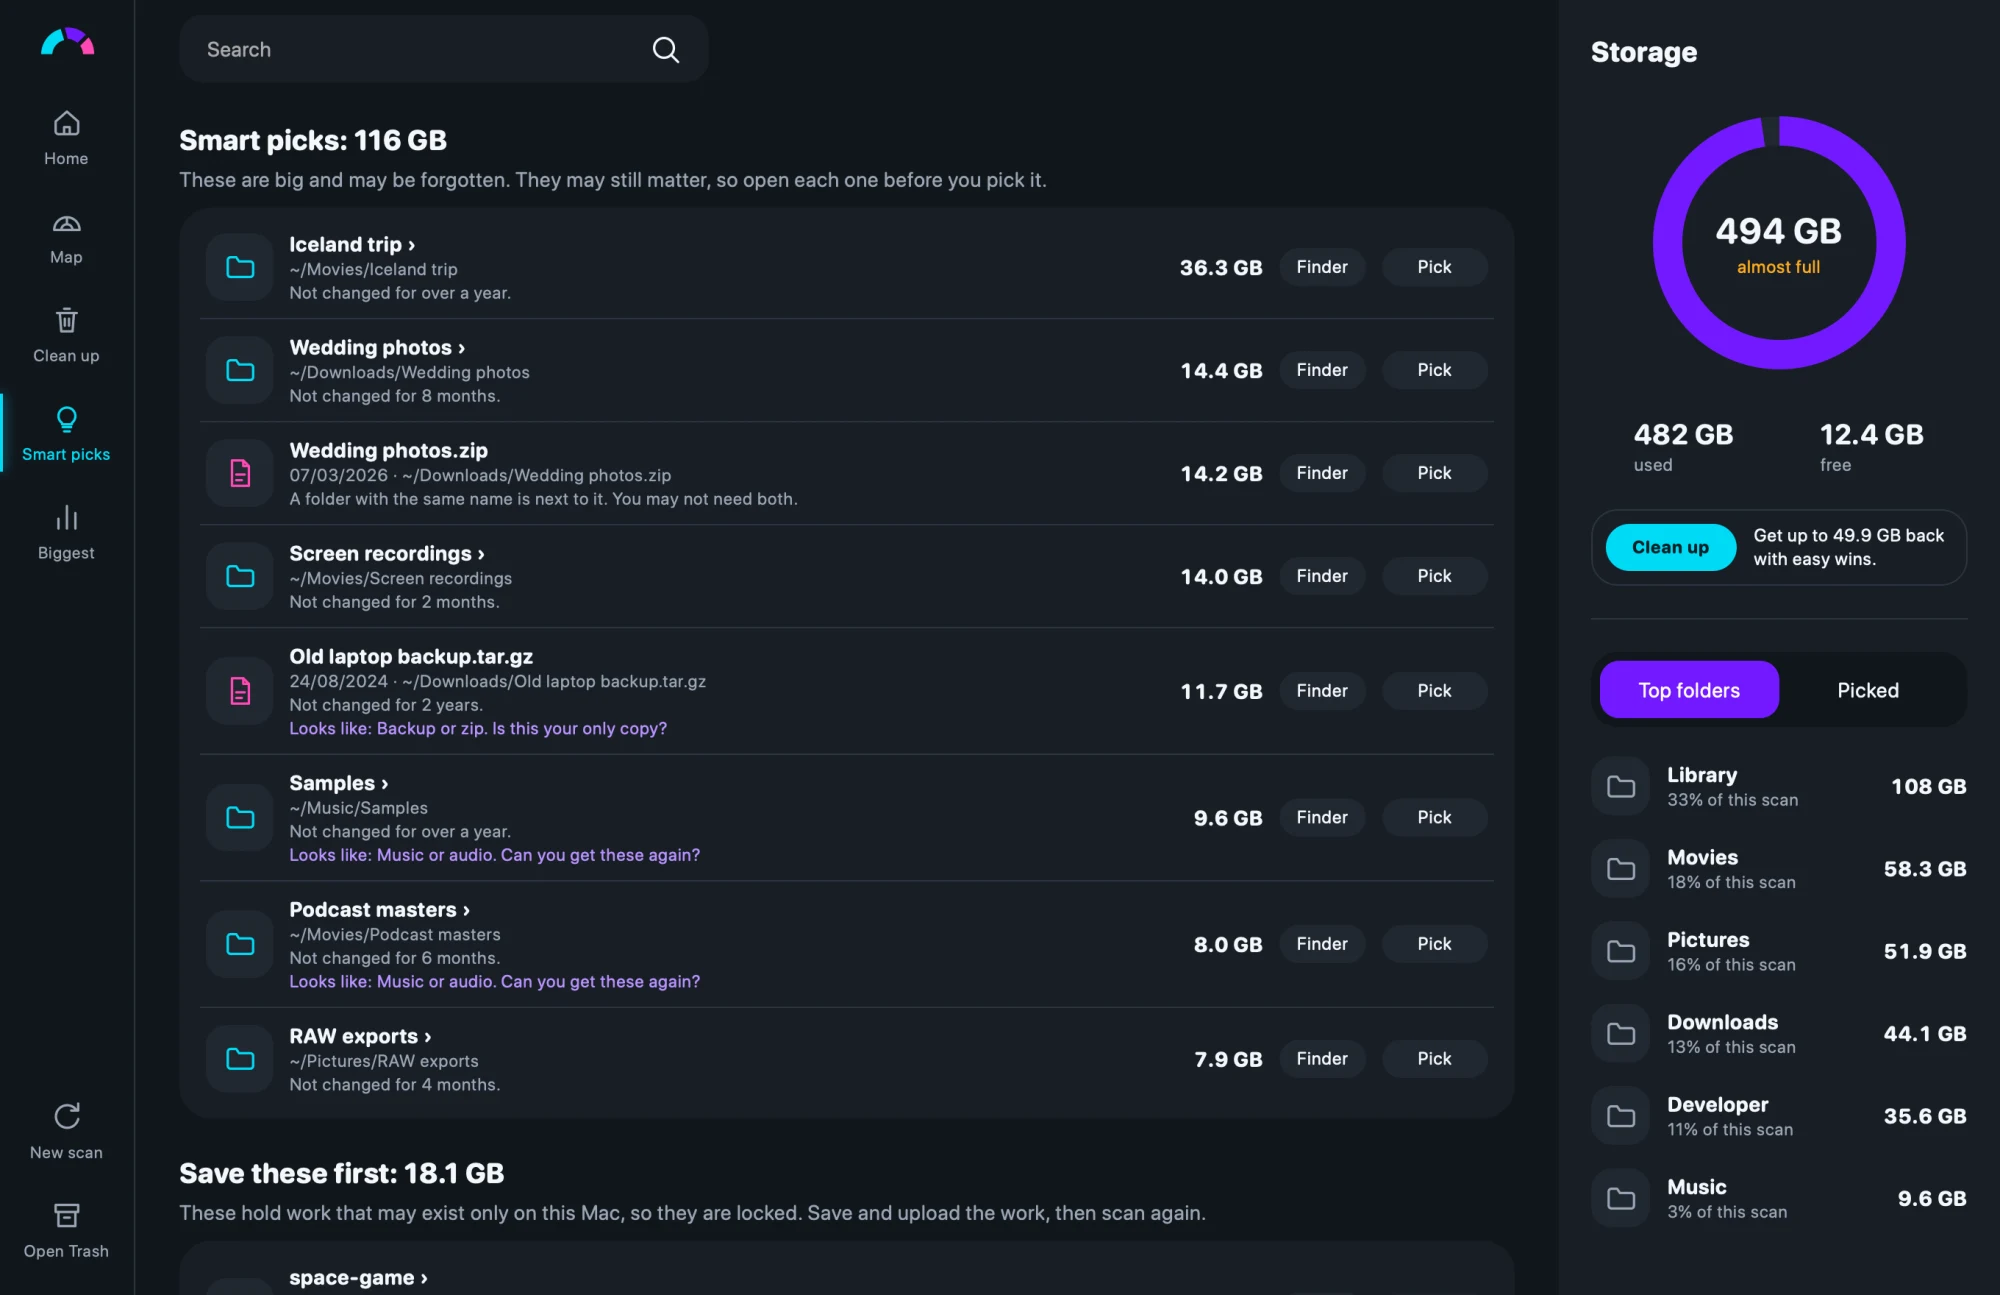 Home
Map
Clean up
Smart picks
Biggest
New scan
Open Trash
Search
Smart picks: 116 GB
These are big and may be forgotten. They may still matter, so open each one before you pick it.
Iceland trip ›
~/Movies/Iceland trip
Not changed for over a year.
36.3 GB Finder Pick
Wedding photos ›
~/Downloads/Wedding photos
Not changed for 8 months.
14.4 GB Finder Pick
Wedding photos.zip
07/03/2026 · ~/Downloads/Wedding photos.zip
A folder with the same name is next to it. You may not need both.
14.2 GB Finder Pick
Screen recordings ›
~/Movies/Screen recordings
Not changed for 2 months.
14.0 GB Finder Pick
Old laptop backup.tar.gz
24/08/2024 · ~/Downloads/Old laptop backup.tar.gz
Not changed for 2 years.
Looks like: Backup or zip. Is this your only copy?
11.7 GB Finder Pick
Samples ›
~/Music/Samples
Not changed for over a year.
Looks like: Music or audio. Can you get these again?
9.6 GB Finder Pick
Podcast masters ›
~/Movies/Podcast masters
Not changed for 6 months.
Looks like: Music or audio. Can you get these again?
8.0 GB Finder Pick
RAW exports ›
~/Pictures/RAW exports
Not changed for 4 months.
7.9 GB Finder Pick
Save these first: 18.1 GB
These hold work that may exist only on this Mac, so they are locked. Save and upload the work, then scan again.
space-game ›
Storage
494 GB
almost full
482 GB
used
12.4 GB
free
Clean up
Get up to 49.9 GB back
with easy wins.
Top folders
Picked
Library
33% of this scan
108 GB
Movies
18% of this scan
58.3 GB
Pictures
16% of this scan
51.9 GB
Downloads
13% of this scan
44.1 GB
Developer
11% of this scan
35.6 GB
Music
3% of this scan
9.6 GB